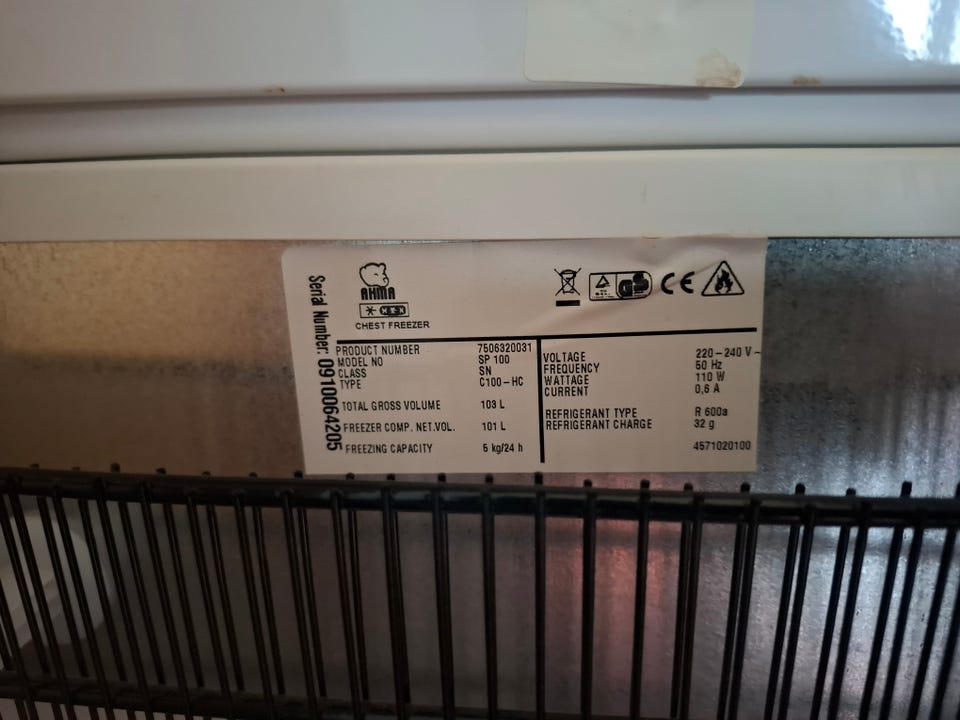 AHMA
CHEST FREEZER
Serial Number: 0910064205
PRODUCT NUMBER 7506320031
MODEL NO SP 100
CLASS SN
TYPE C100-HC
TOTAL GROSS VOLUME 103 L
FREEZER COMP. NET.VOL. 101 L
FREEZING CAPACITY 5 kg/24 h
VOLTAGE 220-240 V~
FREQUENCY 50 Hz
WATTAGE 110 W
CURRENT 0,6 A
REFRIGERANT TYPE R 600a
REFRIGERANT CHARGE 32 g
4571020100
GS
CE